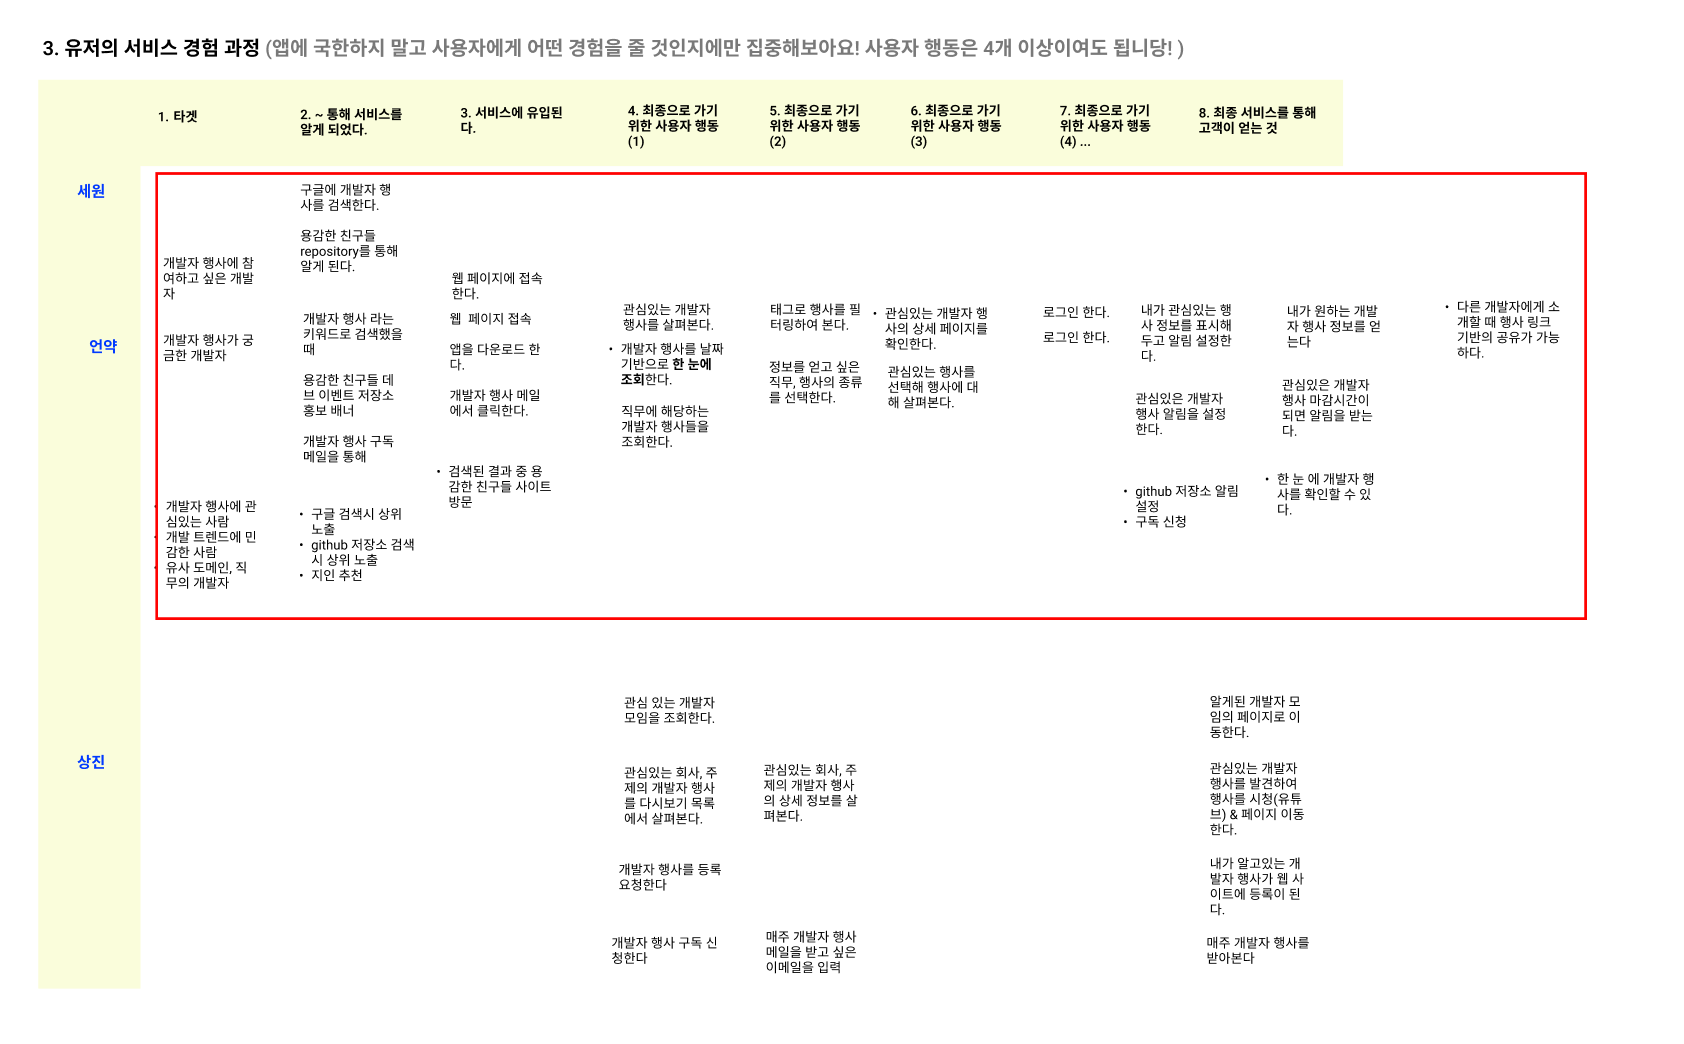 3. 유저의 서비스 경험 과정 (앱에 국한하지 말고 사용자에게 어떤 경험을 줄 것인지에만 집중해보아요! 사용자 행동은 4개 이상이여도 됩니당! )
1. 타겟
2. ~ 통해 서비스를
알게 되었다.
3. 서비스에 유입된
다.
4. 최종으로 가기
위한 사용자 행동
(1)
5. 최종으로 가기
위한 사용자 행동
(2)
6. 최종으로 가기
위한 사용자 행동
(3)
7. 최종으로 가기
위한 사용자 행동
(4) ...
8. 최종 서비스를 통해
고객이 얻는 것
세원
언약
개발자 행사에 참
여하고 싶은 개발
자
개발자 행사가 궁
금한 개발자
• 개발자 행사에 관
심있는 사람
• 개발 트렌드에 민
감한 사람
• 유사 도메인, 직
무의 개발자
구글에 개발자 행
사를 검색한다.
용감한 친구들
repository를 통해
알게 된다.
개발자 행사 라는
키워드로 검색했을
때
용감한 친구들 데
브 이벤트 저장소
홍보 배너
개발자 행사 구독
메일을 통해
• 구글 검색시 상위
노출
• github 저장소 검색
시 상위 노출
• 지인 추천
웹 페이지에 접속
한다.
웹  페이지 접속
앱을 다운로드 한
다.
개발자 행사 메일
에서 클릭한다.
• 검색된 결과 중 용
감한 친구들 사이트
방문
관심있는 개발자
행사를 살펴본다.
• 개발자 행사를 날짜
기반으로 한 눈에
조회한다.
직무에 해당하는
개발자 행사들을
조회한다.
태그로 행사를 필
터링하여 본다.
정보를 얻고 싶은
직무, 행사의 종류
를 선택한다.
• 관심있는 개발자 행
사의 상세 페이지를
확인한다.
관심있는 행사를
선택해 행사에 대
해 살펴본다.
로그인 한다.
로그인 한다.
내가 관심있는 행
사 정보를 표시해
두고 알림 설정한
다.
관심있은 개발자
행사 알림을 설정
한다.
• github 저장소 알림
설정
• 구독 신청
내가 원하는 개발
자 행사 정보를 얻
는다
관심있은 개발자
행사 마감시간이
되면 알림을 받는
다.
• 한 눈 에 개발자 행
사를 확인할 수 있
다.
• 다른 개발자에게 소
개할 때 행사 링크
기반의 공유가 가능
하다.
상진
관심 있는 개발자
모임을 조회한다.
관심있는 회사, 주
제의 개발자 행사
를 다시보기 목록
에서 살펴본다.
개발자 행사를 등록
요청한다
개발자 행사 구독 신
청한다
관심있는 회사, 주
제의 개발자 행사
의 상세 정보를 살
펴본다.
매주 개발자 행사
메일을 받고 싶은
이메일을 입력
알게된 개발자 모
임의 페이지로 이
동한다.
관심있는 개발자
행사를 발견하여
행사를 시청(유튜
브) & 페이지 이동
한다.
내가 알고있는 개
발자 행사가 웹 사
이트에 등록이 된
다.
매주 개발자 행사를
받아본다